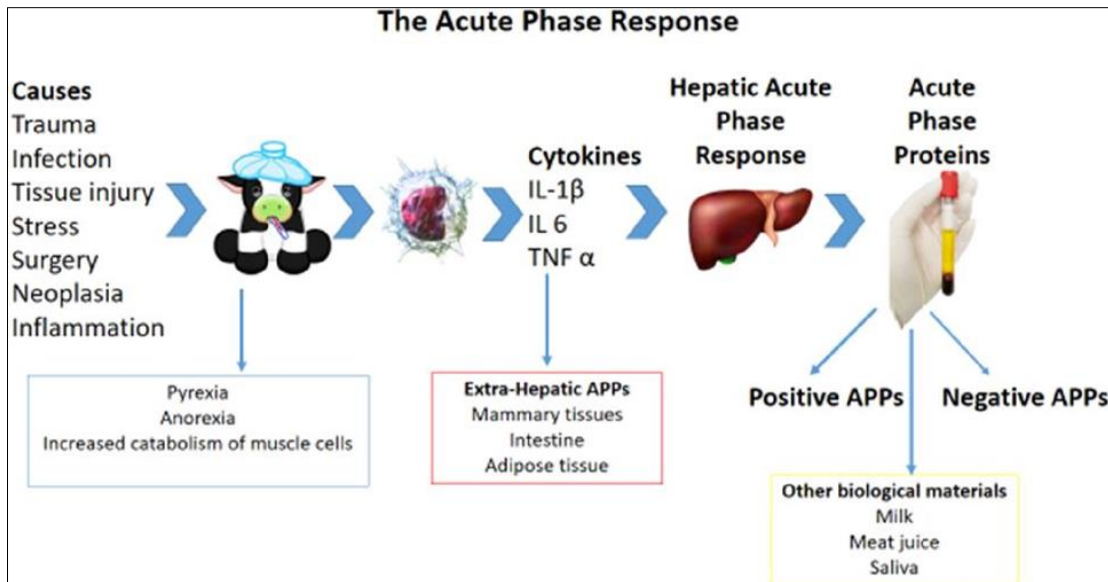 The Acute Phase Response
Causes
Trauma
Infection
Tissue injury
Stress
Surgery
Neoplasia
Inflammation
Pyrexia
Anorexia
Increased catabolism of muscle cells
Cytokines
IL-1β
IL 6
TNF α
Extra-Hepatic APPs
Mammary tissues
Intestine
Adipose tissue
Hepatic Acute
Phase
Response
Acute
Phase
Proteins
Positive APPs
Negative APPs
Other biological materials
Milk
Meat juice
Saliva